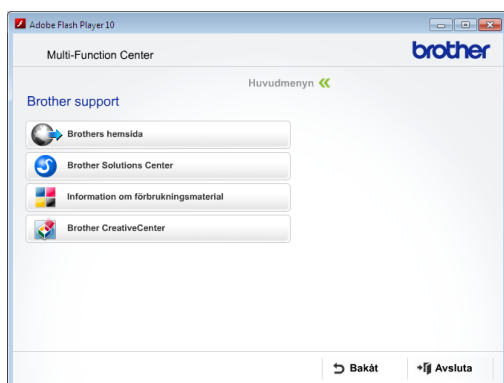 Adobe Flash Player 10
Multi-Function Center
brother
Huvudmenyn
Brother support
Brothers hemsida
Brother Solutions Center
Information om förbrukningsmaterial
Brother CreativeCenter
Bakåt
Avsluta